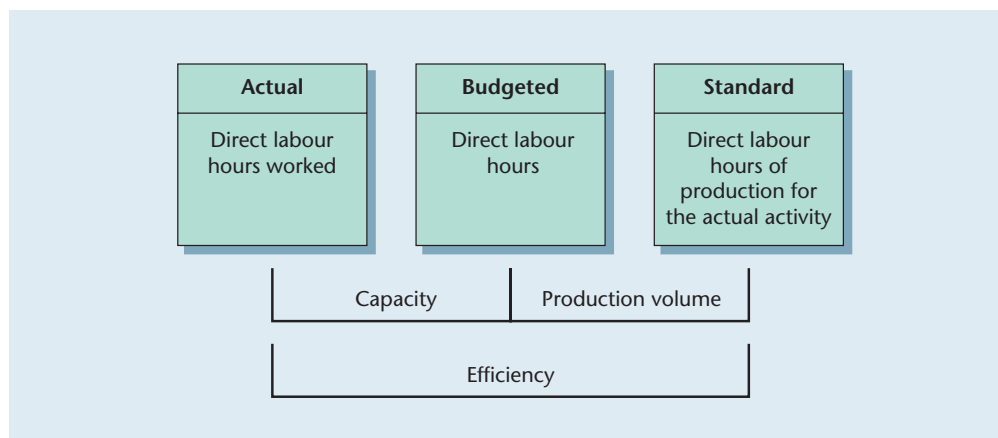 Actual
Direct labour
hours worked
Budgeted
Direct labour
hours
Standard
Direct labour
hours of
production for
the actual activity
Capacity
Production volume
Efficiency